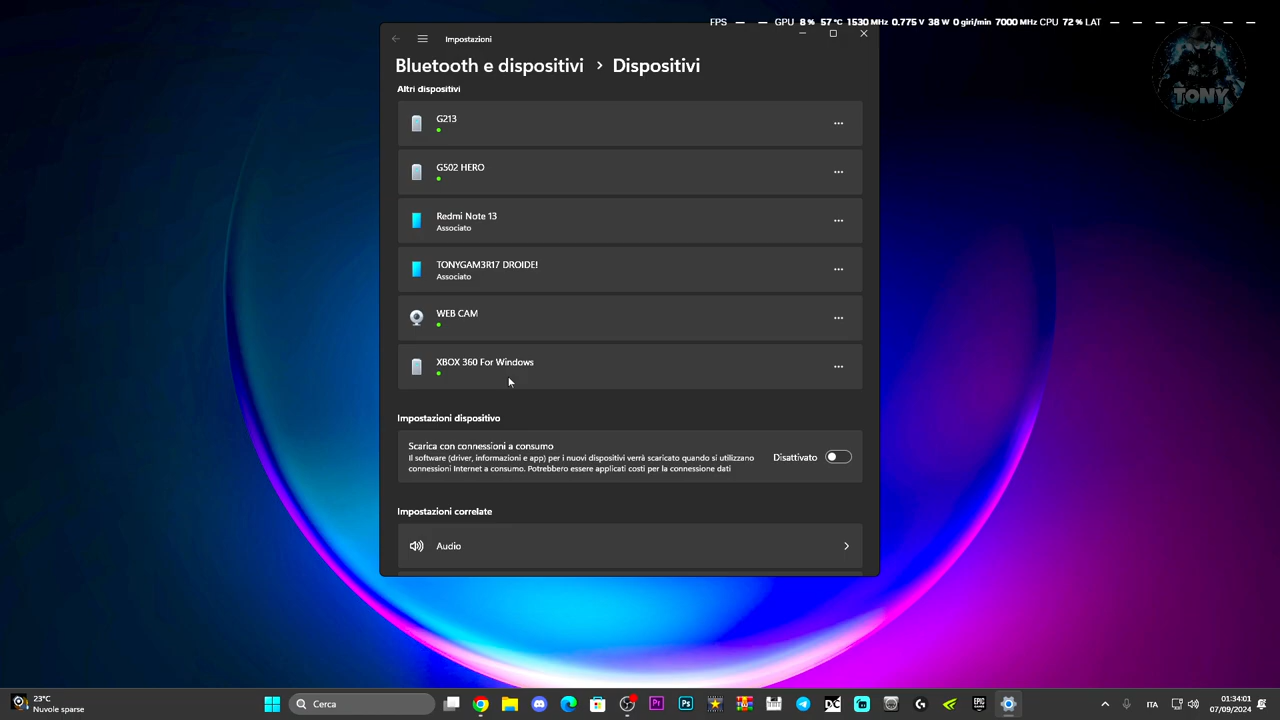 FPS — — GPU 8 % 57 °C 1530 MHz 0.775 V 38 W 0 giri/min 7000 MHz CPU 72 % LAT — — — — — —
Impostazioni
Bluetooth e dispositivi > Dispositivi
TONY
Altri dispositivi
G213
G502 HERO
Redmi Note 13
Associato
TONYGAM3R17 DROIDE!
Associato
WEB CAM
XBOX 360 For Windows
Impostazioni dispositivo
Scarica con connessioni a consumo
Il software (driver, informazioni e app) per i nuovi dispositivi verrà scaricato quando si utilizzano
connessioni Internet a consumo. Potrebbero essere applicati costi per la connessione dati
Disattivato
Impostazioni correlate
Audio
23°C
Nuvole sparse
Cerca
Pr
Ps
DC
EPIC
ITA
01:34:01
07/09/2024